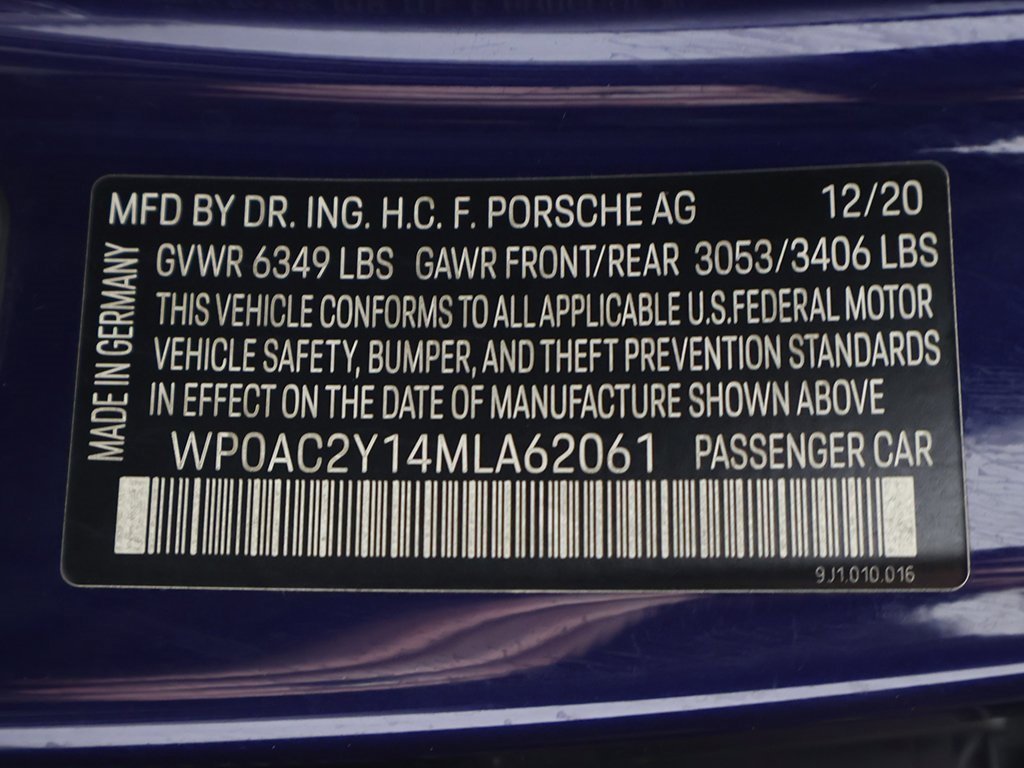 MFD BY DR. ING. H.C. F. PORSCHE AG 12/20
GVWR 6349 LBS GAWR FRONT/REAR 3053/3406 LBS
THIS VEHICLE CONFORMS TO ALL APPLICABLE U.S.FEDERAL MOTOR
VEHICLE SAFETY, BUMPER, AND THEFT PREVENTION STANDARDS
IN EFFECT ON THE DATE OF MANUFACTURE SHOWN ABOVE
WP0AC2Y14MLA62061 PASSENGER CAR
9J1.010.016
MADE IN GERMANY